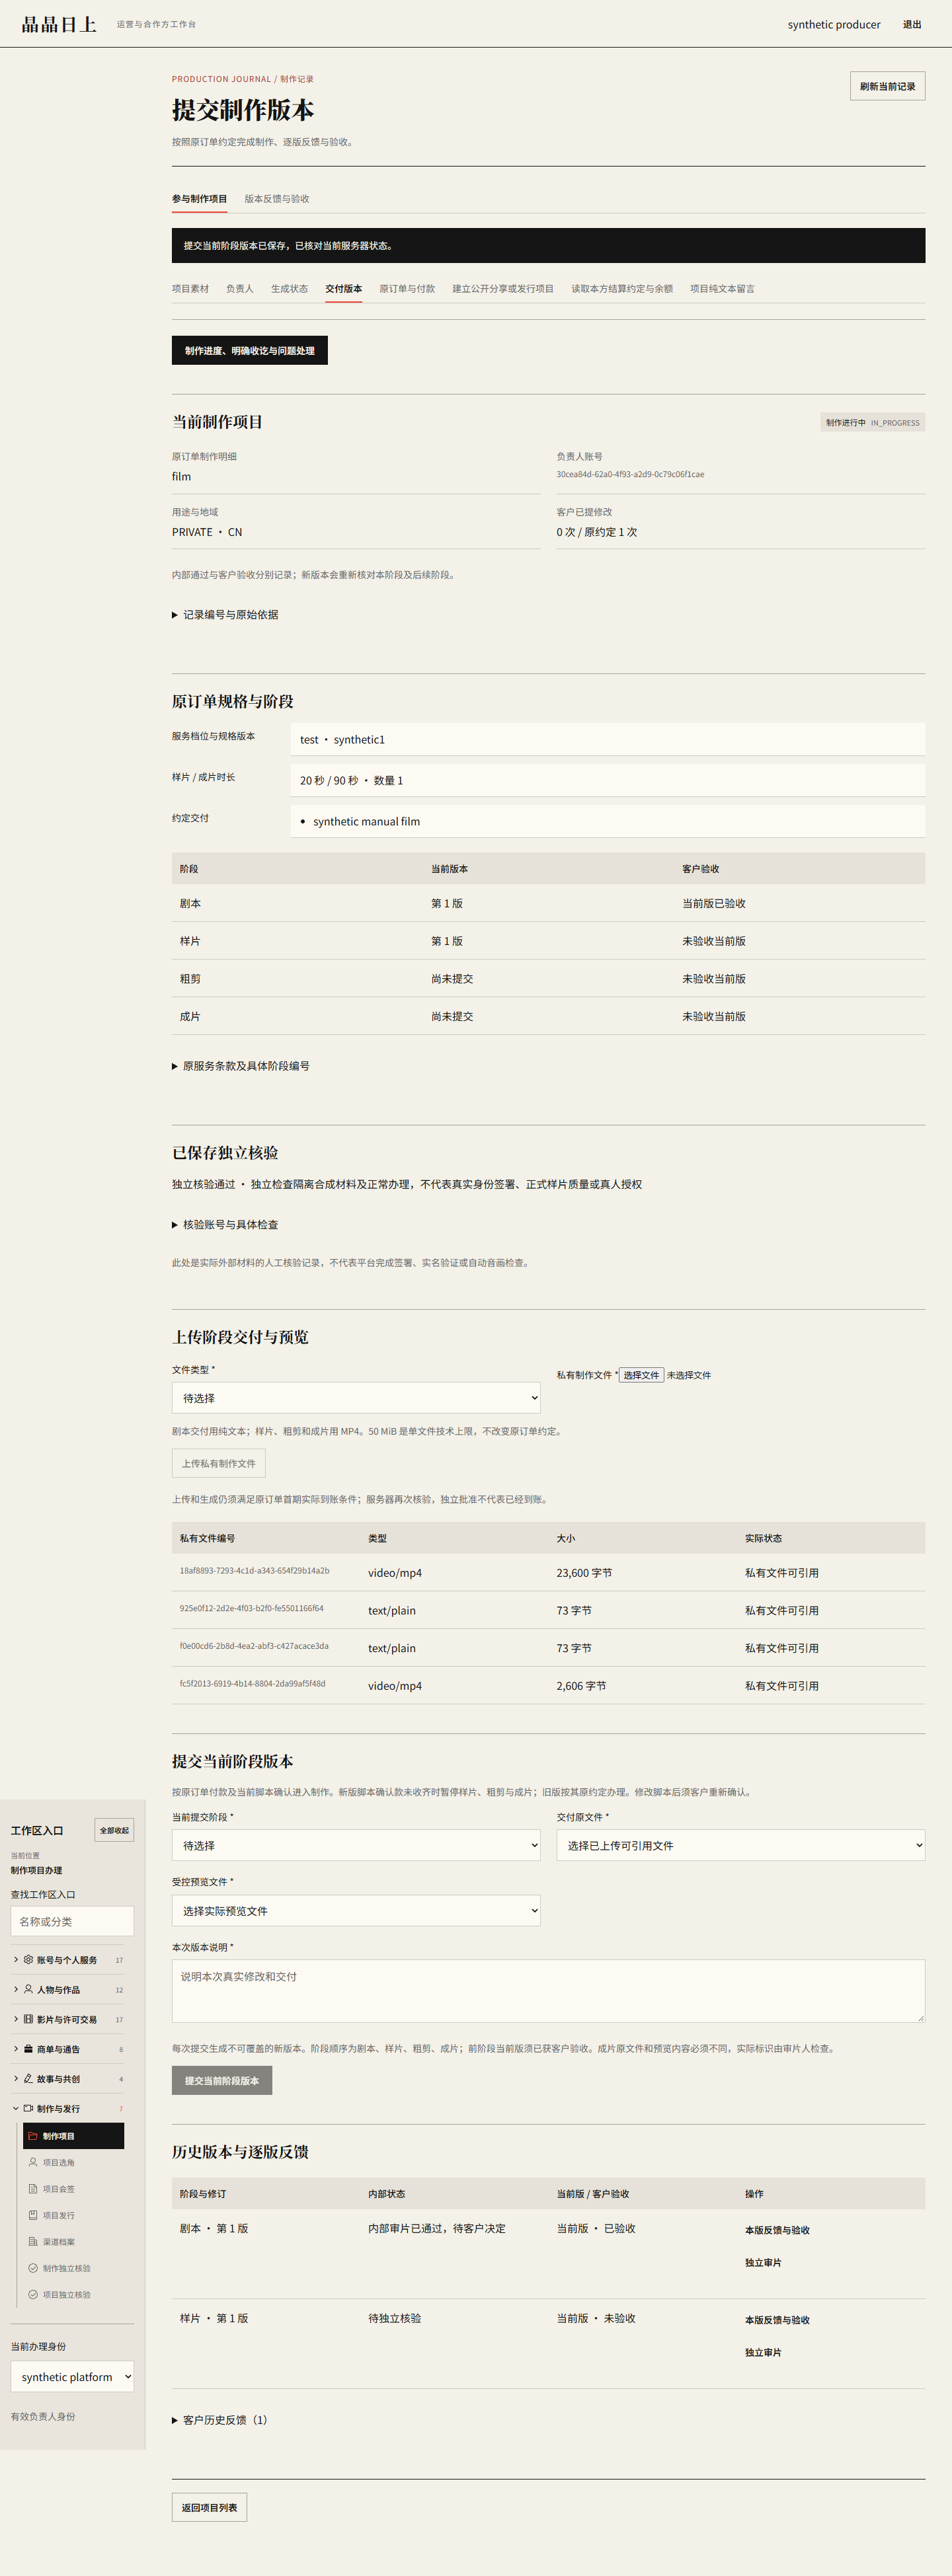 晶晶日上
运营与合作方工作台
synthetic producer
退出
PRODUCTION JOURNAL / 制作记录
提交制作版本
刷新当前记录
按照原订单约定完成制作、逐版反馈与验收。
参与制作项目
版本反馈与验收
提交当前阶段版本已保存，已核对当前服务器状态。
项目素材
负责人
生成状态
交付版本
原订单与付款
建立公开分享或发行项目
读取本方结算约定与余额
项目纯文本留言
制作进度、明确收讫与问题处理
当前制作项目
制作进行中 IN_PROGRESS
原订单制作明细
film
负责人账号
30cea84d-62a0-4f93-a2d9-0c79c06f1cae
用途与地域
PRIVATE · CN
客户已提修改
0 次 / 原约定 1 次
内部通过与客户验收分别记录；新版本会重新核对本阶段及后续阶段。
记录编号与原始依据
原订单规格与阶段
服务档位与规格版本
test · synthetic1
样片 / 成片时长
20 秒 / 90 秒 · 数量 1
约定交付
• synthetic manual film
阶段 当前版本 客户验收
剧本 第 1 版 当前版已验收
样片 第 1 版 未验收当前版
粗剪 尚未提交 未验收当前版
成片 尚未提交 未验收当前版
原服务条款及具体阶段编号
已保存独立核验
独立核验通过 · 独立检查隔离合成材料及正常办理，不代表真实身份签署、正式样片质量或真人授权
核验账号与具体检查
此处是实际外部材料的人工核验记录，不代表平台完成签署、实名验证或自动音画检查。
上传阶段交付与预览
文件类型 *
待选择
私有制作文件 * 选择文件 未选择文件
剧本交付用纯文本；样片、粗剪和成片用 MP4。50 MiB 是单文件技术上限，不改变原订单约定。
上传私有制作文件
上传和生成仍须满足原订单首期实际到账条件；服务器再次核验，独立批准不代表已经到账。
私有文件编号 类型 大小 实际状态
18af8893-7293-4c1d-a343-654f29b14a2b video/mp4 23,600 字节 私有文件可引用
925e0f12-2d2e-4f03-b2f0-fe5501166f64 text/plain 73 字节 私有文件可引用
f0e00cd6-2b8d-4ea2-abf3-c427acace3da text/plain 73 字节 私有文件可引用
fc5f2013-6919-4b14-8804-2da99af5f48d video/mp4 2,606 字节 私有文件可引用
提交当前阶段版本
按原订单付款及当前脚本确认进入制作。新版脚本确认款未收齐时暂停样片、粗剪与成片；旧版按其原约定办理。修改脚本后须客户重新确认。
当前提交阶段 *
待选择
交付原文件 *
选择已上传可引用文件
受控预览文件 *
选择实际预览文件
本次版本说明 *
说明本次真实修改和交付
每次提交生成不可覆盖的新版本。阶段顺序为剧本、样片、粗剪、成片；前阶段当前版须已获客户验收。成片原文件和预览内容必须不同，实际标识由审片人检查。
提交当前阶段版本
历史版本与逐版反馈
阶段与修订 内部状态 当前版 / 客户验收 操作
剧本 · 第 1 版 内部审片已通过，待客户决定 当前版 · 已验收 本版反馈与验收
独立审片
样片 · 第 1 版 待独立核验 当前版 · 未验收 本版反馈与验收
独立审片
客户历史反馈（1）
返回项目列表
工作区入口
全部收起
当前位置
制作项目办理
查找工作区入口
名称或分类
账号与个人服务 17
人物与作品 12
影片与许可交易 17
商单与通告 8
故事与共创 4
制作与发行 7
制作项目
项目选角
项目会签
项目发行
渠道档案
制作独立核验
项目独立核验
当前办理身份
synthetic platform
有效负责人身份